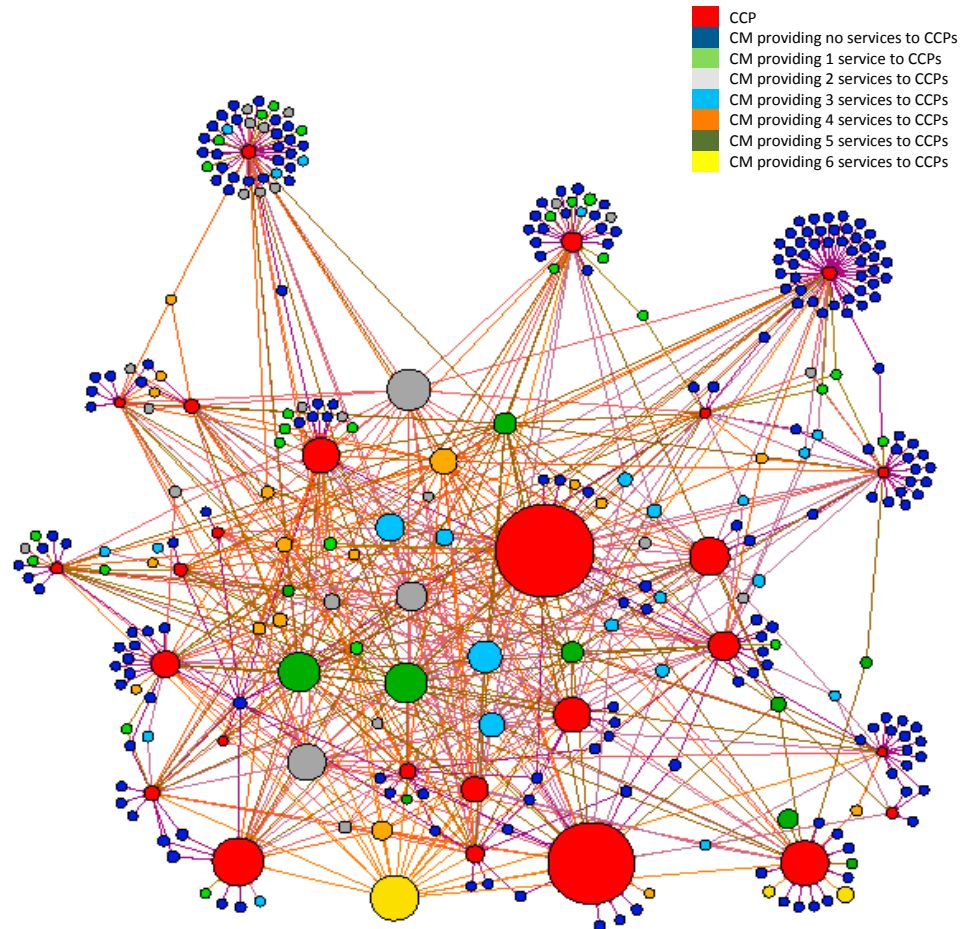 CCP
CM providing no services to CCPs
CM providing 1 service to CCPs
CM providing 2 services to CCPs
CM providing 3 services to CCPs
CM providing 4 services to CCPs
CM providing 5 services to CCPs
CM providing 6 services to CCPs